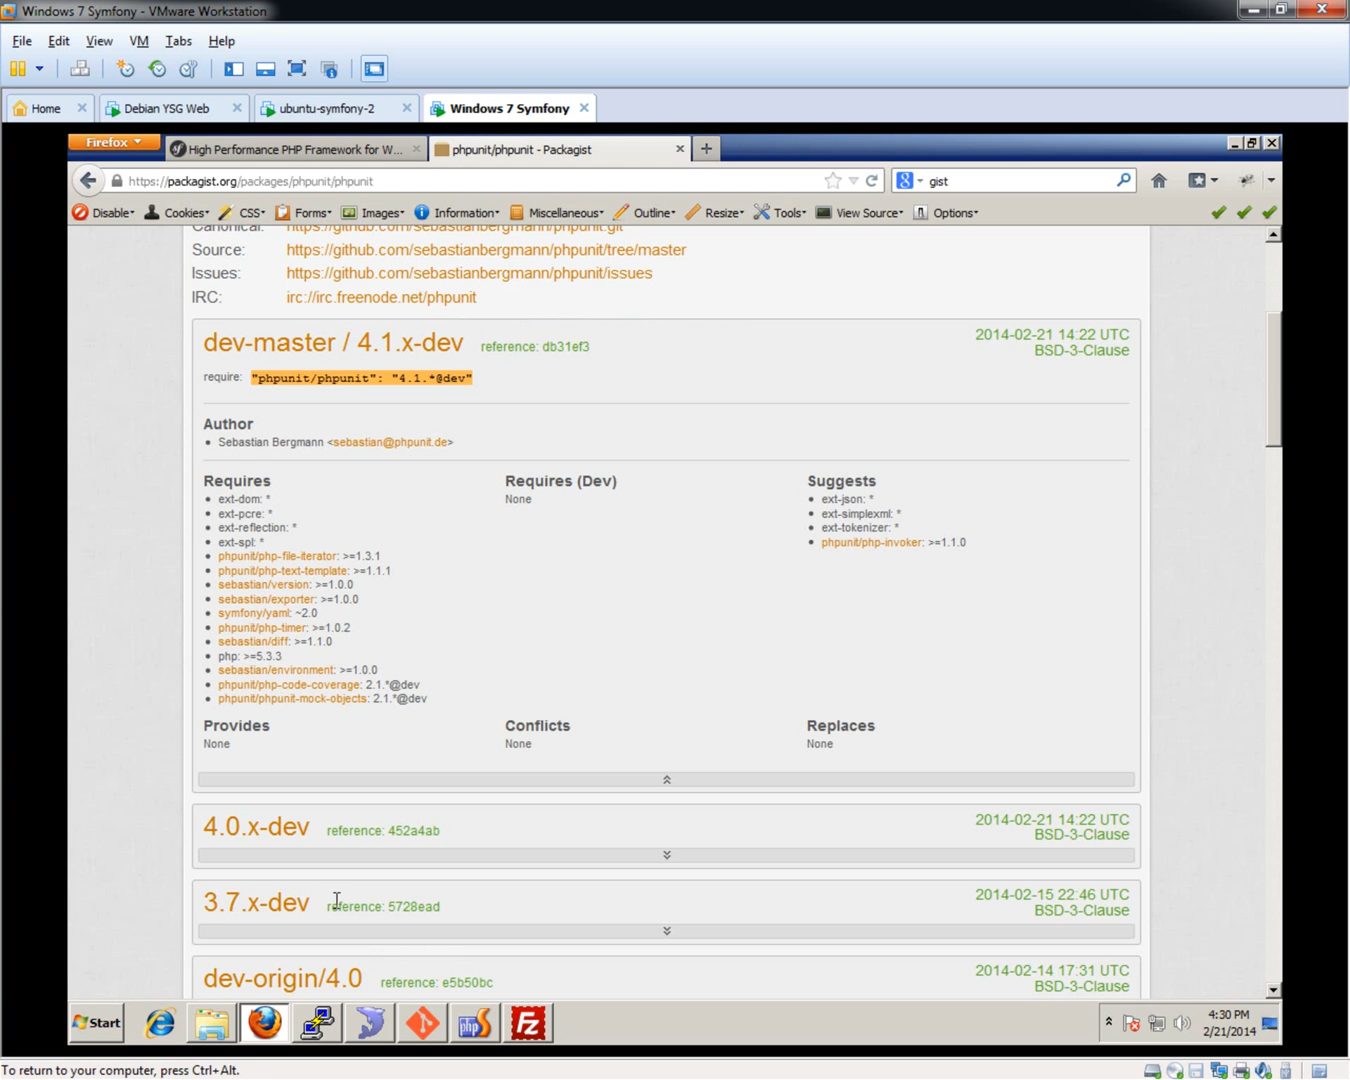 Windows 7 Symfony - VMware Workstation
File Edit View VM Tabs Help
Home Debian YSG Web ubuntu-symfony-2 Windows 7 Symfony
Firefox High Performance PHP Framework for W... phpunit/phpunit - Packagist
https://packagist.org/packages/phpunit/phpunit gist
Disable Cookies CSS Forms Images Information Miscellaneous Outline Resize Tools View Source Options
Canonical: https://github.com/sebastianbergmann/phpunit.git
Source: https://github.com/sebastianbergmann/phpunit/tree/master
Issues: https://github.com/sebastianbergmann/phpunit/issues
IRC: irc://irc.freenode.net/phpunit
dev-master / 4.1.x-dev reference: db31ef3 2014-02-21 14:22 UTC
BSD-3-Clause
require: "phpunit/phpunit": "4.1.*@dev"
Author
• Sebastian Bergmann <sebastian@phpunit.de>
Requires
• ext-dom: *
• ext-pcre: *
• ext-reflection: *
• ext-spl: *
• phpunit/php-file-iterator: >=1.3.1
• phpunit/php-text-template: >=1.1.1
• sebastian/version: >=1.0.0
• sebastian/exporter: >=1.0.0
• symfony/yaml: ~2.0
• phpunit/php-timer: >=1.0.2
• sebastian/diff: >=1.1.0
• php: >=5.3.3
• sebastian/environment: >=1.0.0
• phpunit/php-code-coverage: 2.1.*@dev
• phpunit/phpunit-mock-objects: 2.1.*@dev
Requires (Dev)
None
Suggests
• ext-json: *
• ext-simplexml: *
• ext-tokenizer: *
• phpunit/php-invoker: >=1.1.0
Provides
None
Conflicts
None
Replaces
None
4.0.x-dev reference: 452a4ab 2014-02-21 14:22 UTC
BSD-3-Clause
3.7.x-dev reference: 5728ead 2014-02-15 22:46 UTC
BSD-3-Clause
dev-origin/4.0 reference: e5b50bc 2014-02-14 17:31 UTC
BSD-3-Clause
Start php Fz 4:30 PM
2/21/2014
To return to your computer, press Ctrl+Alt.